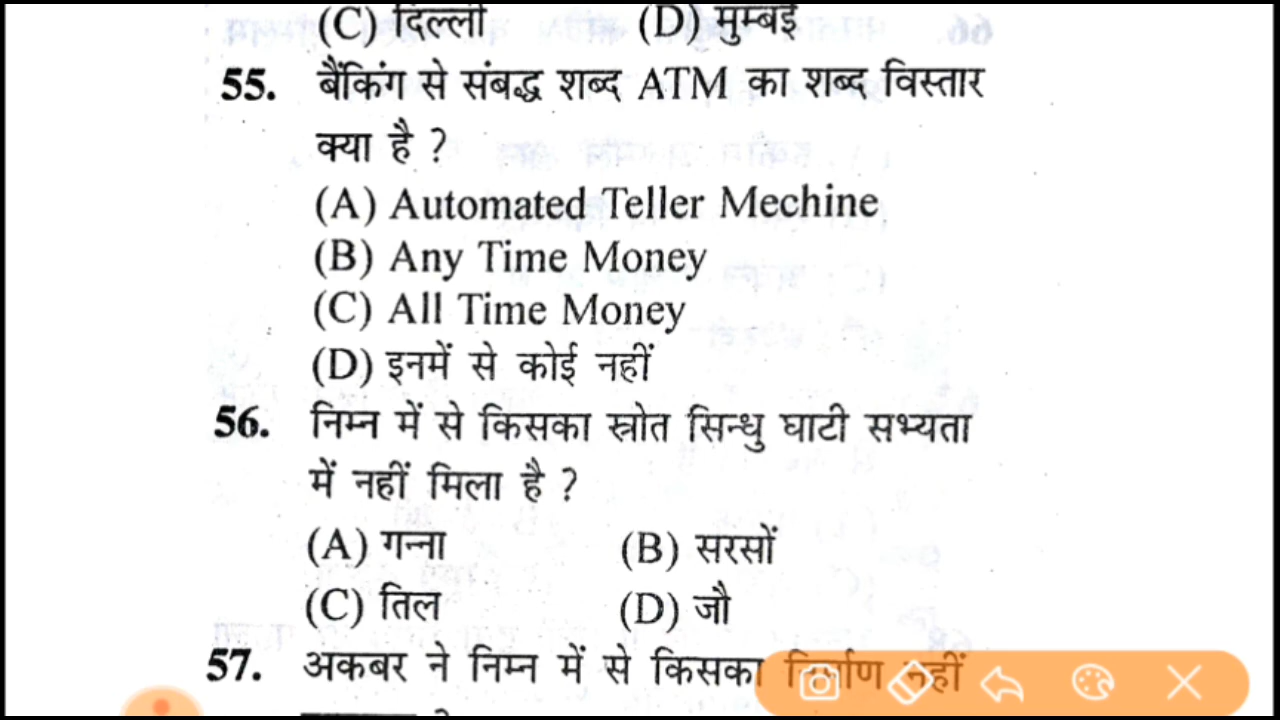 (C) दिल्ली (D) मुम्बई
55. बैंकिंग से संबद्ध शब्द ATM का शब्द विस्तार
क्या है ?
(A) Automated Teller Mechine
(B) Any Time Money
(C) All Time Money
(D) इनमें से कोई नहीं
56. निम्न में से किसका स्रोत सिन्धु घाटी सभ्यता
में नहीं मिला है ?
(A) गन्ना (B) सरसों
(C) तिल (D) जौ
57. अकबर ने निम्न में से किसका निर्माण नहीं